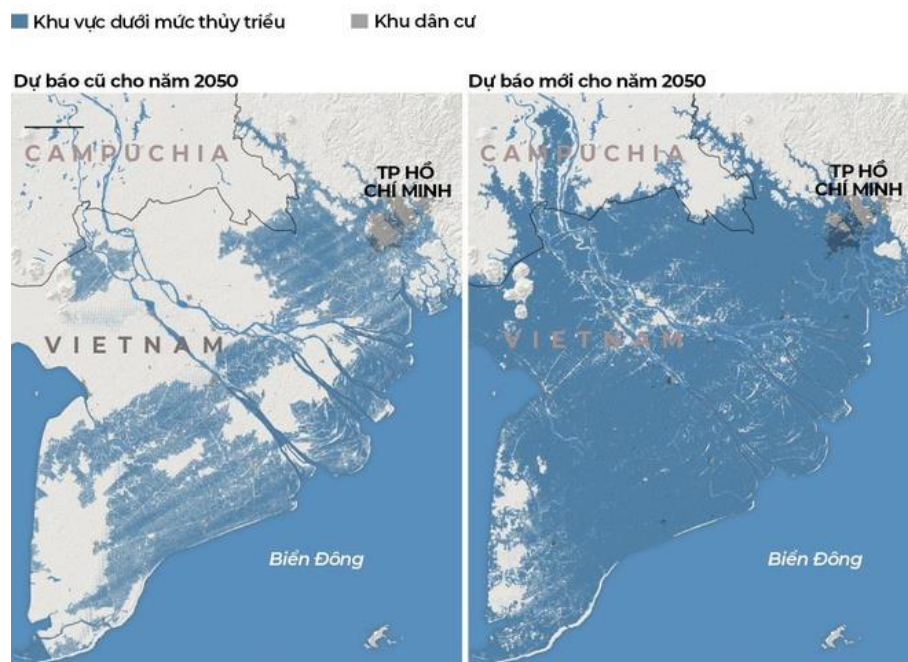 Khu vực dưới mức thủy triều
Khu dân cư
Dự báo cũ cho năm 2050
Dự báo mới cho năm 2050
CAMPUCHIA
TP HỒ
CHÍ MINH
VIETNAM
Biển Đông
CAMPUCHIA
TP HỒ
CHÍ MINH
VIETNAM
Biển Đông